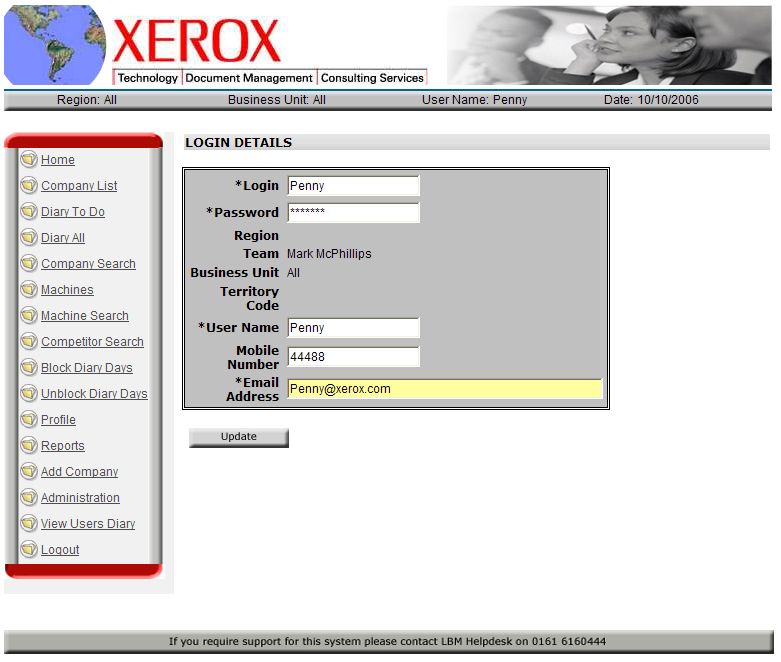 XEROX
Technology Document Management Consulting Services
Region: All Business Unit: All User Name: Penny Date: 10/10/2006
Home
Company List
Diary To Do
Diary All
Company Search
Machines
Machine Search
Competitor Search
Block Diary Days
Unblock Diary Days
Profile
Reports
Add Company
Administration
View Users Diary
Logout
LOGIN DETAILS
*Login Penny
*Password *******
Region
Team Mark McPhillips
Business Unit All
Territory
Code
*User Name Penny
Mobile
Number 44488
*Email
Address Penny@xerox.com
Update
If you require support for this system please contact LBM Helpdesk on 0161 6160444